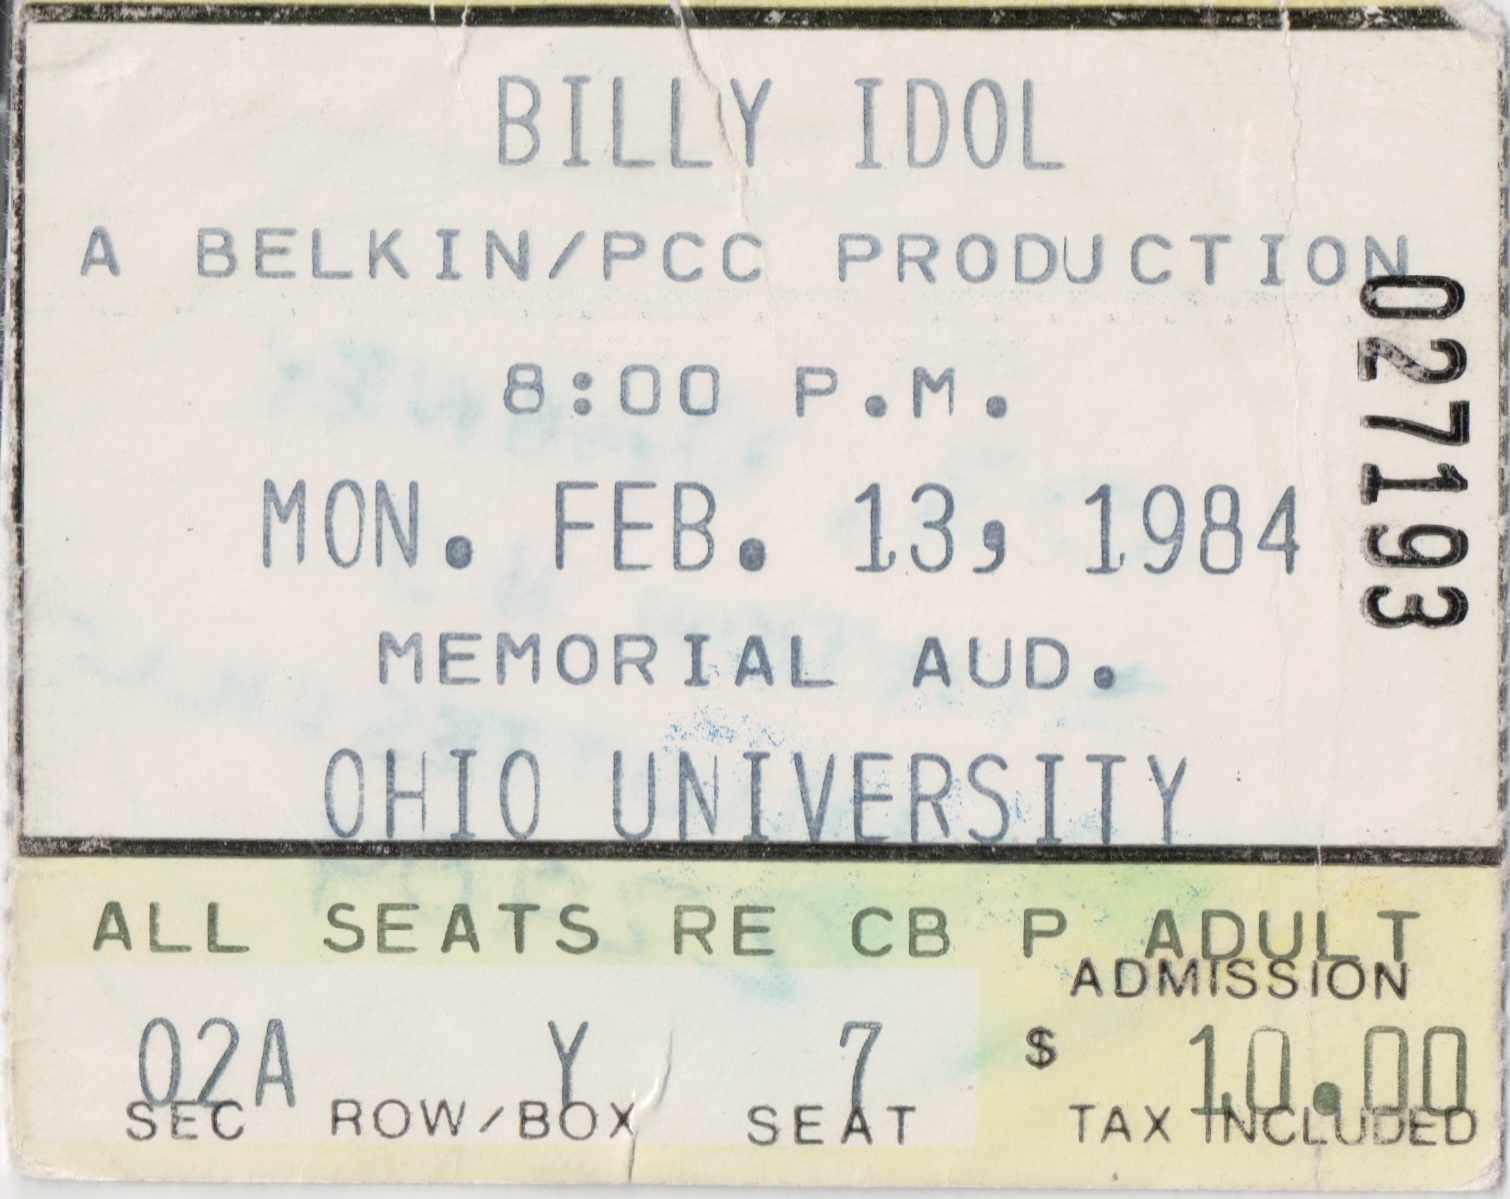 BILLY IDOL
A BELKIN/PCC PRODUCTION
8:00 P.M.
MON. FEB. 13, 1984
MEMORIAL AUD.
OHIO UNIVERSITY
027193
ALL SEATS RE CB P ADULT
ADMISSION
02A Y 7 $ 10.00
SEC ROW/BOX SEAT TAX INCLUDED